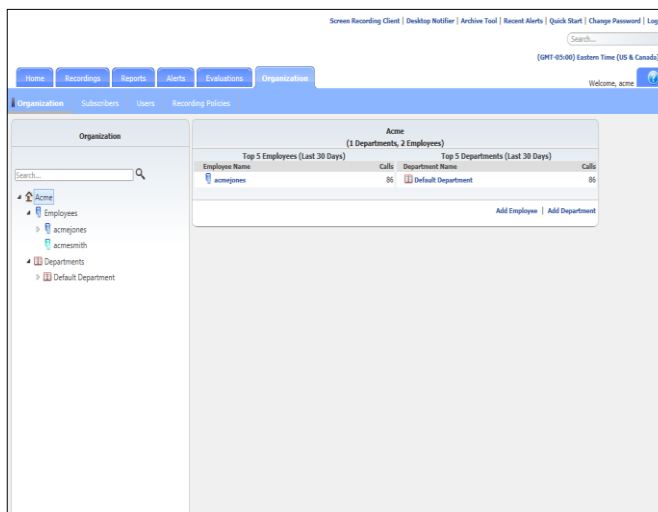 Screen Recording Client | Desktop Notifier | Archive Tool | Recent Alerts | Quick Start | Change Password | Log
Search...
(GMT-05:00) Eastern Time (US & Canada)
Home Recordings Reports Alerts Evaluations Organization
Welcome, acme
Organization Subscribers Users Recording Policies
Organization
Search...
Acme
Employees
acmejones
acmesmith
Departments
Default Department
Acme
(1 Departments, 2 Employees)
Top 5 Employees (Last 30 Days) Top 5 Departments (Last 30 Days)
Employee Name Calls Department Name Calls
acmejones 86 Default Department 86
Add Employee | Add Department